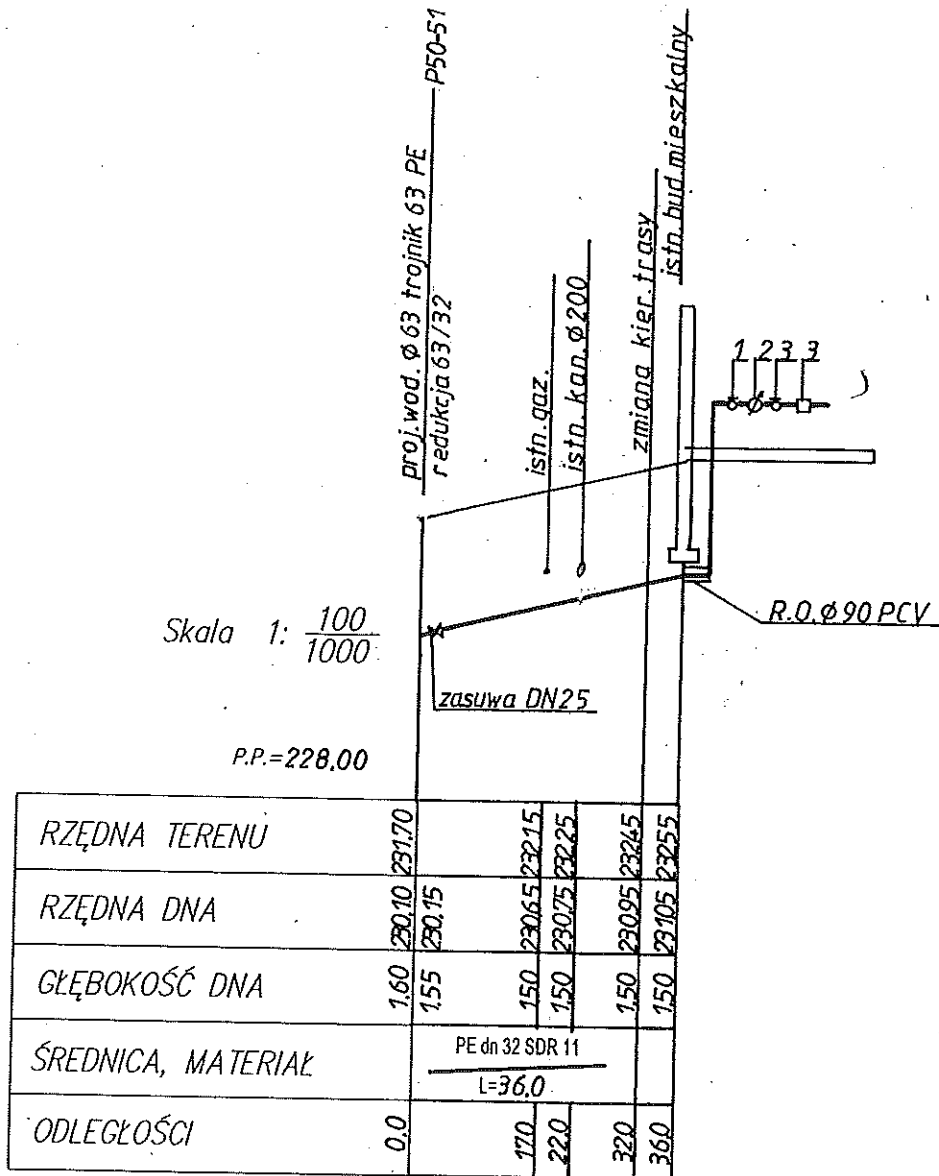 proj.wod. ϕ 63 trojnik 63 PE P50-51
redukcja 63/32
istn.gaz.
istn. kan. ϕ200
zmiana kier. trasy
istn. bud. mieszkalny
1 2 3 3
R.O. ϕ 90 PCV
Skala 1: 100/1000
zasuwa DN25
P.P.=228,00
RZĘDNA TERENU 231,70 232,15 232,25 232,45 232,55
RZĘDNA DNA 230,10 230,15 230,65 230,75 230,95 231,05
GŁĘBOKOŚĆ DNA 1,60 1,55 1,50 1,50 1,50 1,50
ŚREDNICA, MATERIAŁ PE dn 32 SDR 11
L=36,0
ODLEGŁOŚCI 0,0 17,0 22,0 32,0 36,0